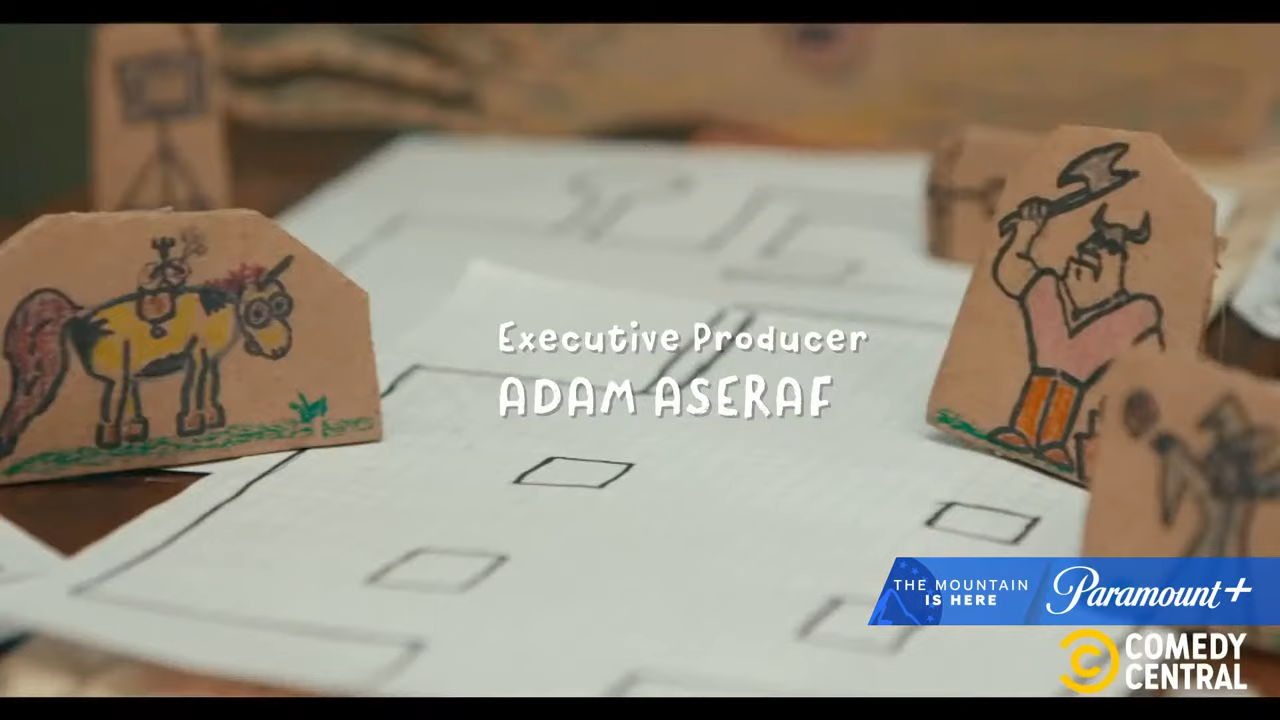 Executive Producer
ADAM ASERAF
THE MOUNTAIN
IS HERE
Paramount+
COMEDY
CENTRAL